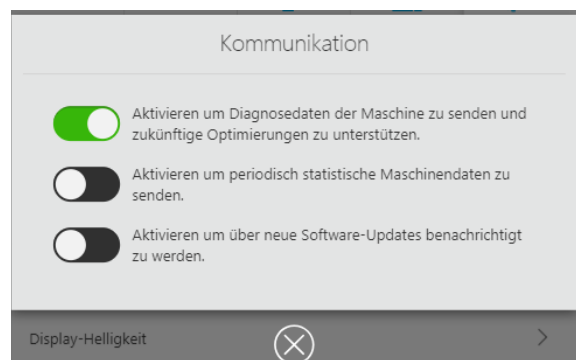 Kommunikation
Aktivieren um Diagnosedaten der Maschine zu senden und
zukünftige Optimierungen zu unterstützen.
Aktivieren um periodisch statistische Maschinendaten zu
senden.
Aktivieren um über neue Software-Updates benachrichtigt
zu werden.
Display-Helligkeit